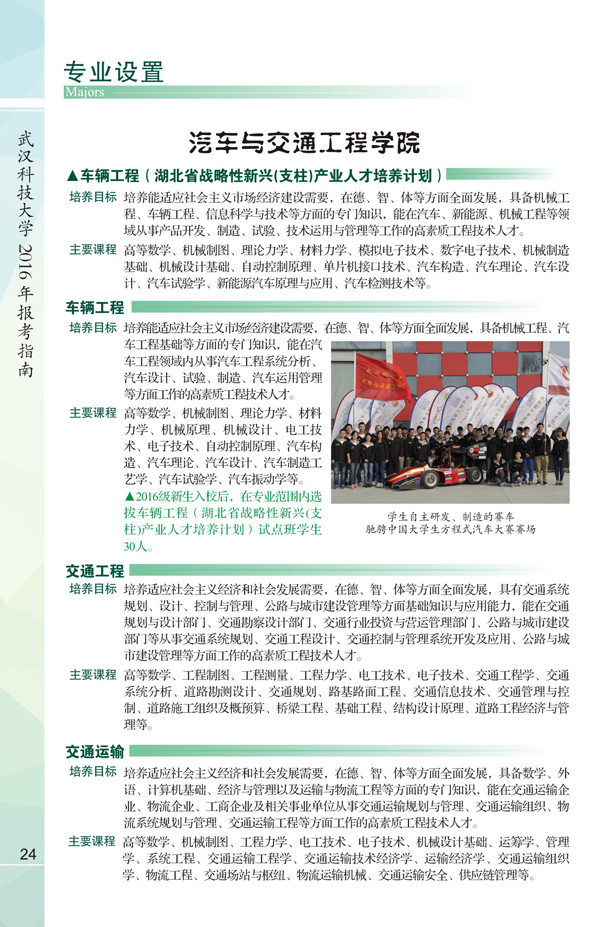 专业设置
Majors
武汉科技大学2016年报考指南
汽车与交通工程学院
▲车辆工程（湖北省战略性新兴(支柱)产业人才培养计划）
培养目标 培养能适应社会主义市场经济建设需要，在德、智、体等方面全面发展，具备机械工
程、车辆工程、信息科学与技术等方面的专门知识，能在汽车、新能源、机械工程等领
域从事产品开发、制造、试验、技术运用与管理等工作的高素质工程技术人才。
主要课程 高等数学、机械制图、理论力学、材料力学、模拟电子技术、数字电子技术、机械制造
基础、机械设计基础、自动控制原理、单片机接口技术、汽车构造、汽车理论、汽车设
计、汽车试验学、新能源汽车原理与应用、汽车检测技术等。
车辆工程
培养目标 培养能适应社会主义市场经济建设需要，在德、智、体等方面全面发展，具备机械工程、汽
车工程基础等方面的专门知识，能在汽
车工程领域内从事汽车工程系统分析、
汽车设计、试验、制造、汽车运用管理
等方面工作的高素质工程技术人才。
主要课程 高等数学、机械制图、理论力学、材料
力学、机械原理、机械设计、电工技
术、电子技术、自动控制原理、汽车构
造、汽车理论、汽车设计、汽车制造工
艺学、汽车试验学、汽车振动学等。
▲2016级新生入校后，在专业范围内选
拔车辆工程（湖北省战略性新兴(支
柱)产业人才培养计划）试点班学生
30人。
学生自主研发、制造的赛车
驰骋中国大学生方程式汽车大赛赛场
交通工程
培养目标 培养适应社会主义经济和社会发展需要，在德、智、体等方面全面发展，具有交通系统
规划、设计、控制与管理、公路与城市建设管理等方面基础知识与应用能力，能在交通
规划与设计部门、交通勘察设计部门、交通行业投资与营运管理部门、公路与城市建设
部门等从事交通系统规划、交通工程设计、交通控制与管理系统开发及应用、公路与城
市建设管理等方面工作的高素质工程技术人才。
主要课程 高等数学、工程制图、工程测量、工程力学、电工技术、电子技术、交通工程学、交通
系统分析、道路勘测设计、交通规划、路基路面工程、交通信息技术、交通管理与控
制、道路施工组织及概预算、桥梁工程、基础工程、结构设计原理、道路工程经济与管
理等。
交通运输
培养目标 培养适应社会主义经济和社会发展需要，在德、智、体等方面全面发展，具备数学、外
语、计算机基础、经济与管理以及运输与物流工程等方面的专门知识，能在交通运输企
业、物流企业、工商企业及相关事业单位从事交通运输规划与管理、交通运输组织、物
流系统规划与管理、交通运输工程等方面工作的高素质工程技术人才。
主要课程 高等数学、机械制图、工程力学、电工技术、电子技术、机械设计基础、运筹学、管理
学、系统工程、交通运输工程学、交通运输技术经济学、运输经济学、交通运输组织
学、物流工程、交通场站与枢纽、物流运输机械、交通运输安全、供应链管理等。
24